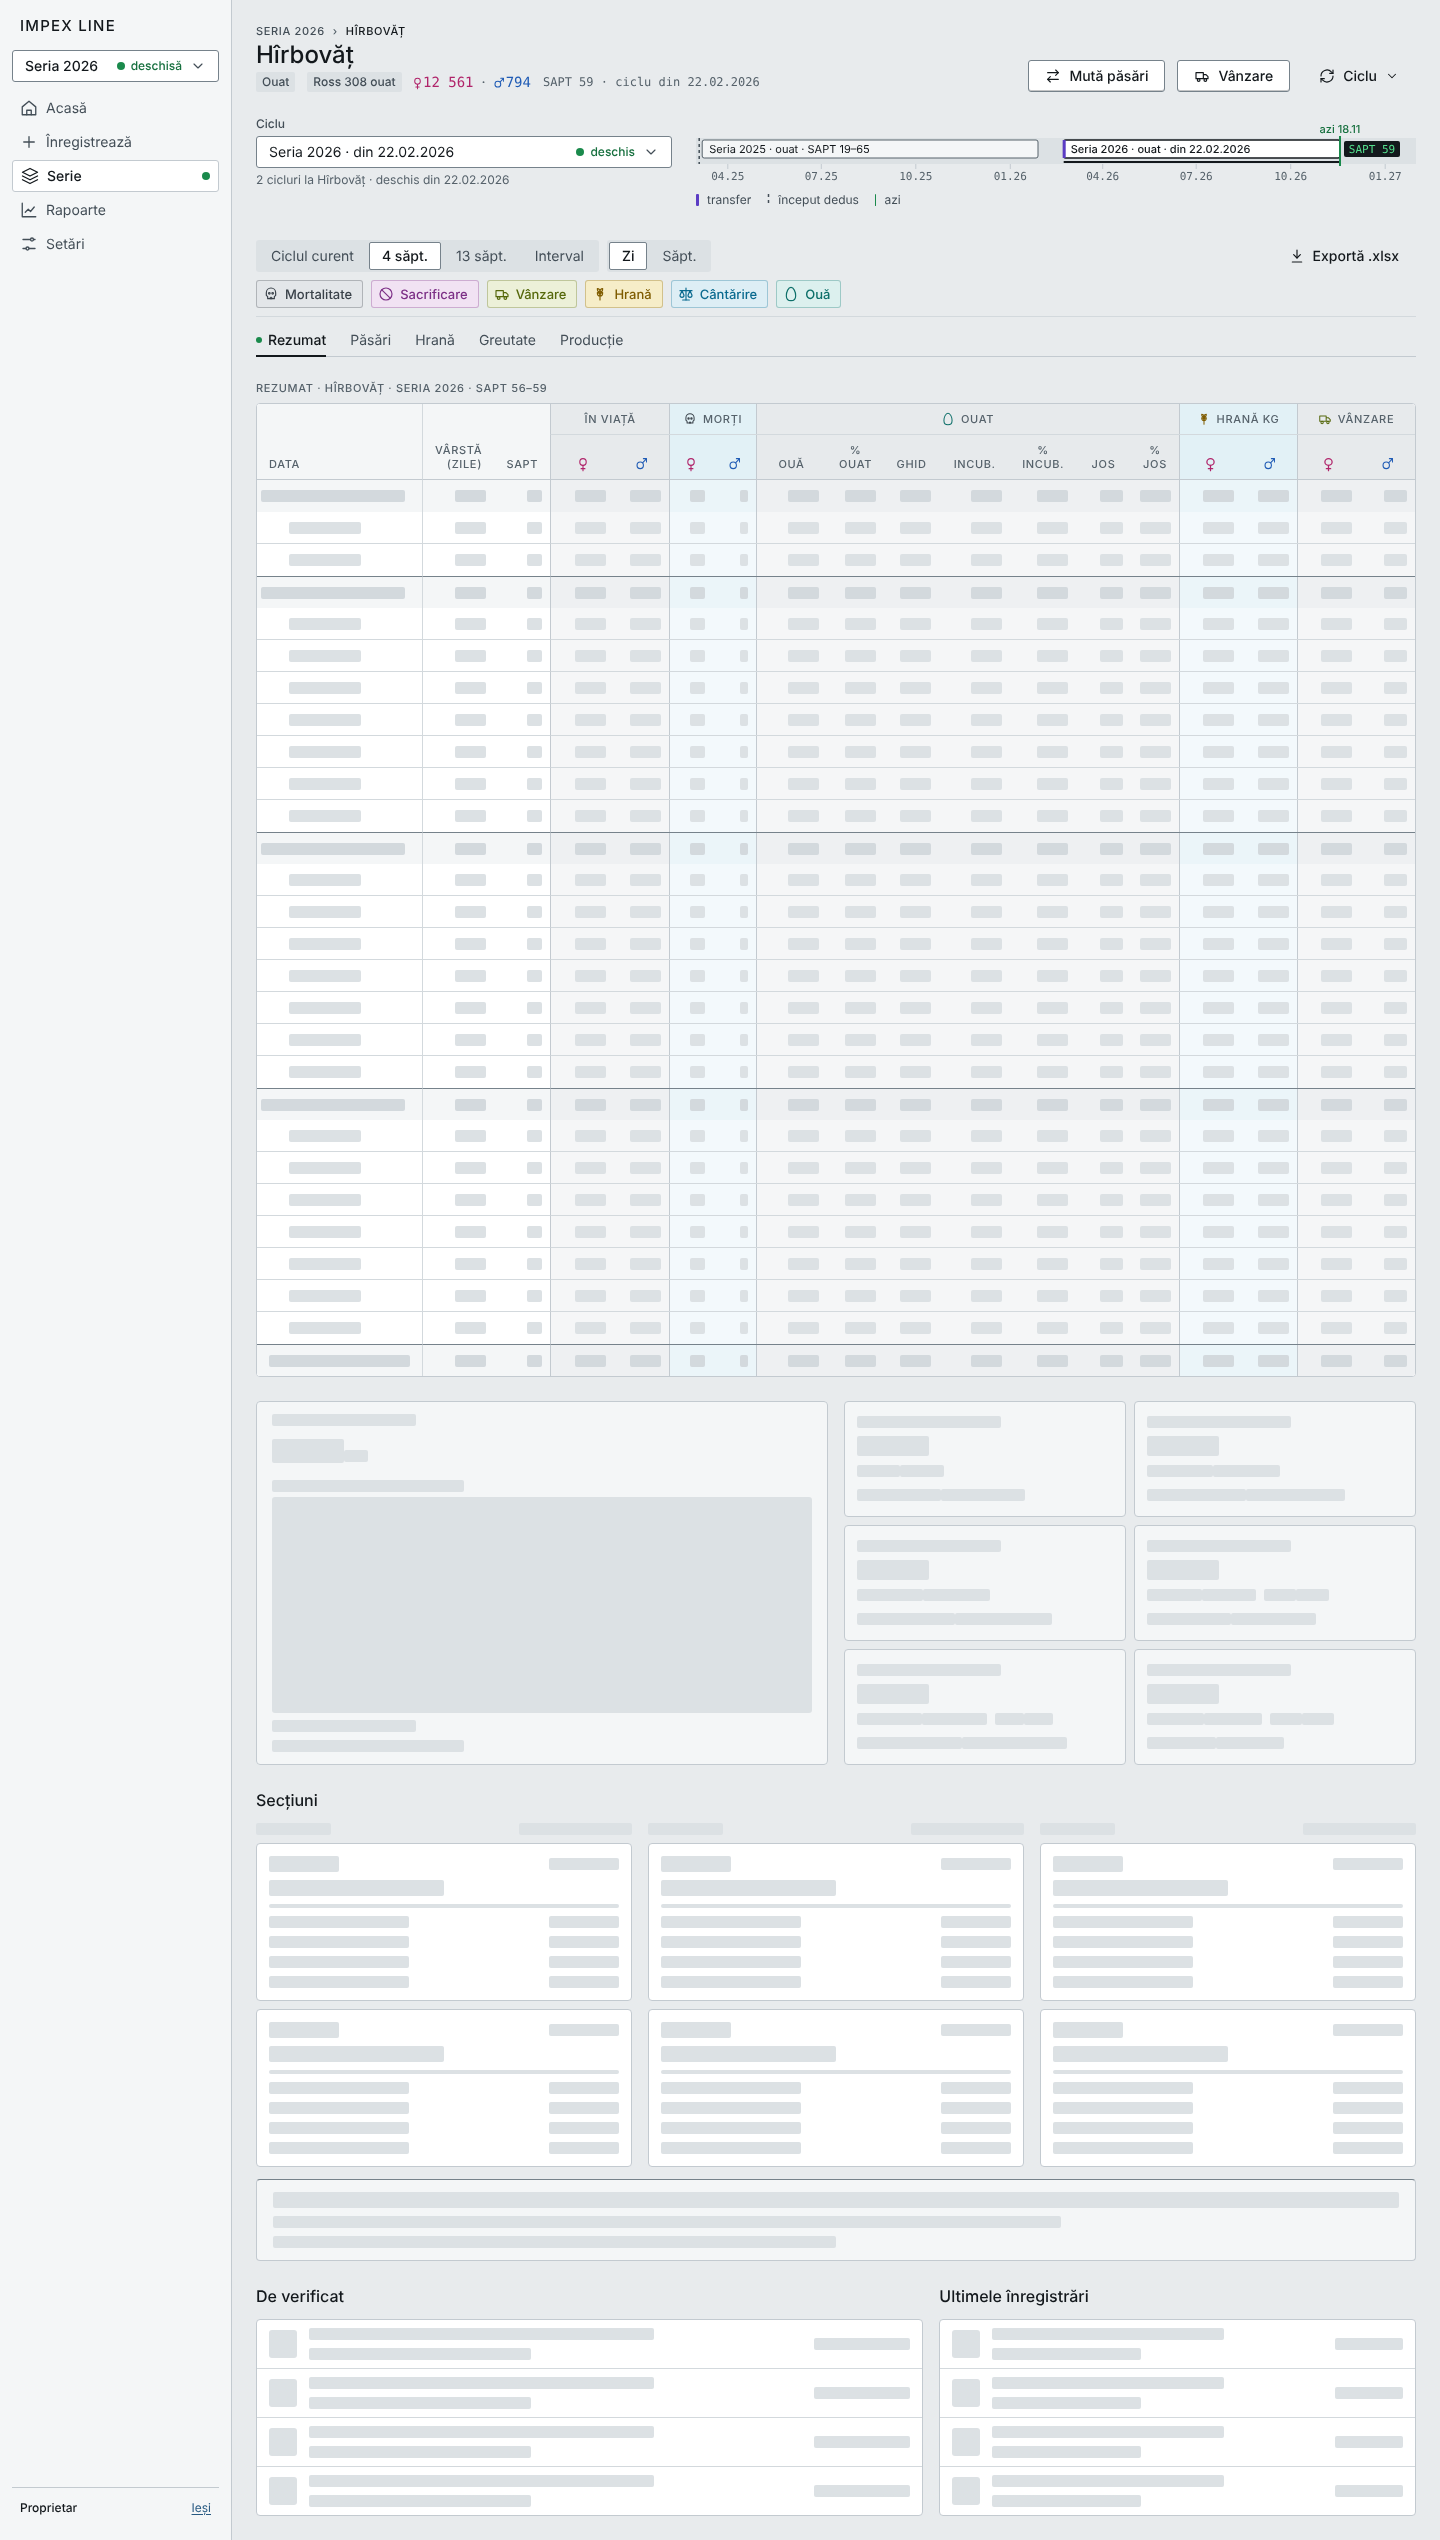 IMPEX LINE
Seria 2026 deschisă
Acasă
Înregistrează
Serie
Rapoarte
Setări
SERIA 2026 › HÎRBOVĂȚ
Hîrbovăț
Ouat Ross 308 ouat ♀12 561 · ♂794 SAPT 59 · ciclu din 22.02.2026
Mută păsări Vânzare Ciclu
Ciclu
Seria 2026 · din 22.02.2026 deschis
2 cicluri la Hîrbovăț · deschis din 22.02.2026
azi 18.11
Seria 2025 · ouat · SAPT 19–65 Seria 2026 · ouat · din 22.02.2026 SAPT 59
04.25 07.25 10.25 01.26 04.26 07.26 10.26 01.27
transfer început dedus azi
Ciclul curent 4 săpt. 13 săpt. Interval Zi Săpt. Exportă .xlsx
Mortalitate Sacrificare Vânzare Hrană Cântărire Ouă
Rezumat Păsări Hrană Greutate Producție
REZUMAT · HÎRBOVĂȚ · SERIA 2026 · SAPT 56–59
ÎN VIAȚĂ MORȚI OUAT HRANĂ KG VÂNZARE
DATA VÂRSTĂ (ZILE) SAPT ♀ ♂ ♀ ♂ OUĂ % OUAT GHID INCUB. % INCUB. JOS % JOS ♀ ♂ ♀ ♂
Secțiuni
De verificat Ultimele înregistrări
Proprietar Ieși